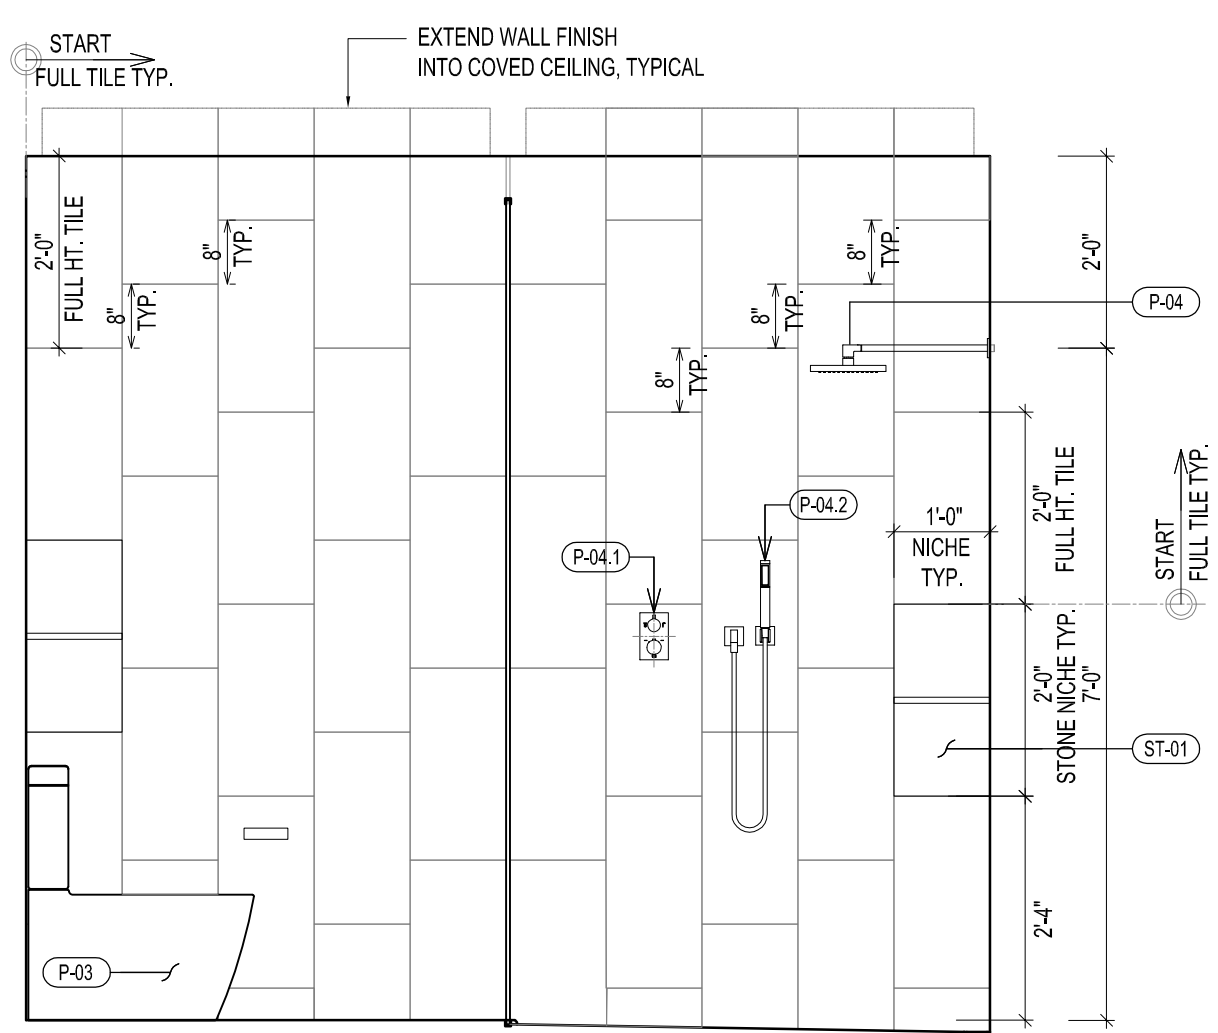 START
FULL TILE TYP.
EXTEND WALL FINISH
INTO COVED CEILING, TYPICAL
2'-0"
FULL HT. TILE
8"
TYP.
8"
TYP.
8"
TYP.
8"
TYP.
8"
TYP.
2'-0"
P-04
P-04.2
P-04.1
1'-0"
NICHE
TYP.
2'-0"
FULL HT. TILE
START
FULL TILE TYP.
2'-0"
STONE NICHE TYP.
7'-0"
ST-01
2'-4"
P-03